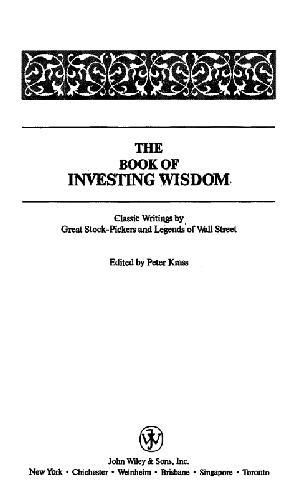 THE
BOOK OF
INVESTING WISDOM
Classic Writings by
Great Stock-Pickers and Legends of Wall Street
Edited by Peter Krass
John Wiley & Sons, Inc.
New York • Chichester • Weinheim • Brisbane • Singapore • Toronto